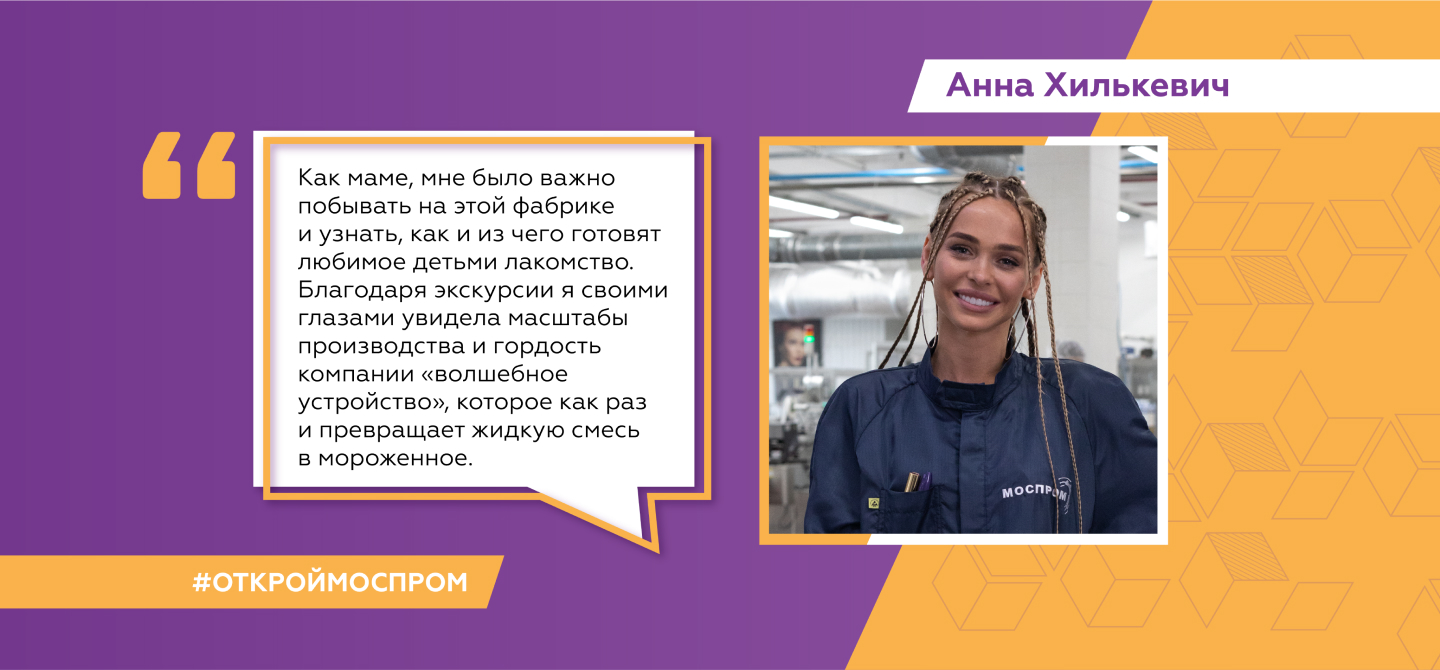 Анна Хилькевич
Как маме, мне было важно
побывать на этой фабрике
и узнать, как и из чего готовят
любимое детьми лакомство.
Благодаря экскурсии я своими
глазами увидела масштабы
производства и гордость
компании «волшебное
устройство», которое как раз
и превращает жидкую смесь
в мороженное.
МОСПРОМ
#ОТКРОЙМОСПРОМ